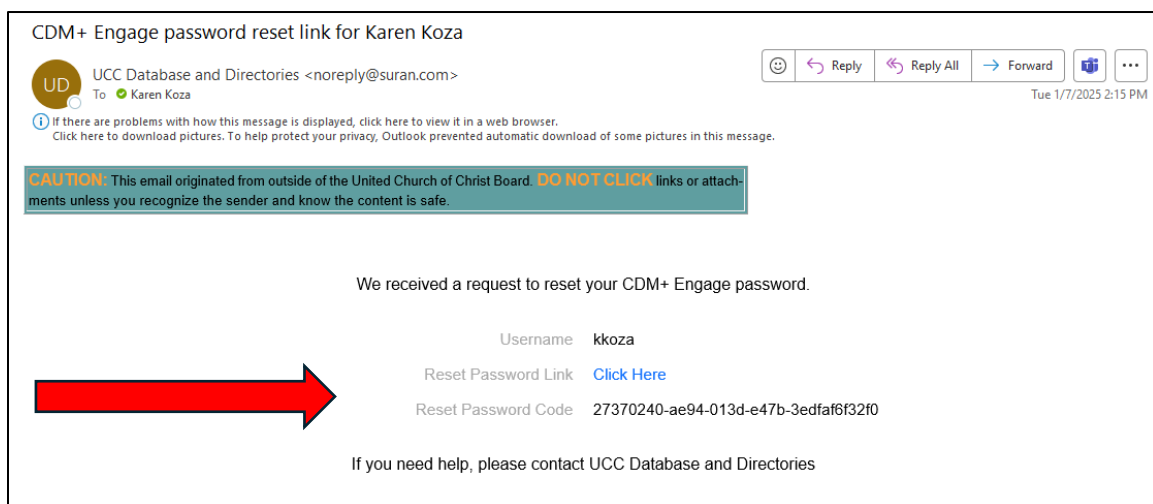 CDM+ Engage password reset link for Karen Koza
UD
UCC Database and Directories <noreply@suran.com>
To Karen Koza
Reply
Reply All
Forward
Tue 1/7/2025 2:15 PM
If there are problems with how this message is displayed, click here to view it in a web browser.
Click here to download pictures. To help protect your privacy, Outlook prevented automatic download of some pictures in this message.
CAUTION: This email originated from outside of the United Church of Christ Board. DO NOT CLICK links or attach-
ments unless you recognize the sender and know the content is safe.
We received a request to reset your CDM+ Engage password.
Username kkoza
Reset Password Link Click Here
Reset Password Code 27370240-ae94-013d-e47b-3edfaf6f32f0
If you need help, please contact UCC Database and Directories